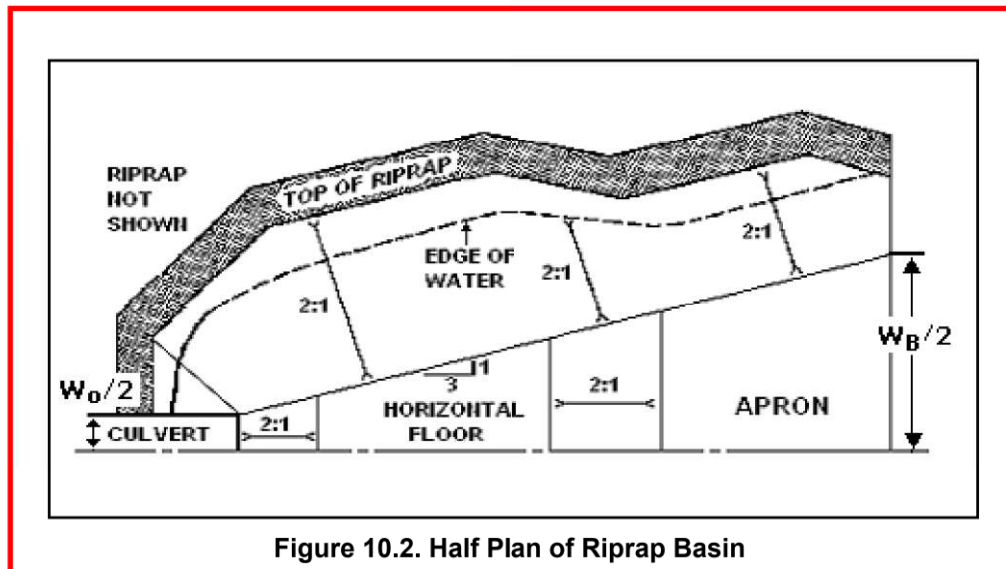 RIPRAP
NOT
SHOWN
TOP OF RIPRAP
EDGE OF
WATER
2:1
2:1
2:1
W₀/2
CULVERT
2:1
1
3
HORIZONTAL
FLOOR
2:1
APRON
W_B/2
Figure 10.2. Half Plan of Riprap Basin